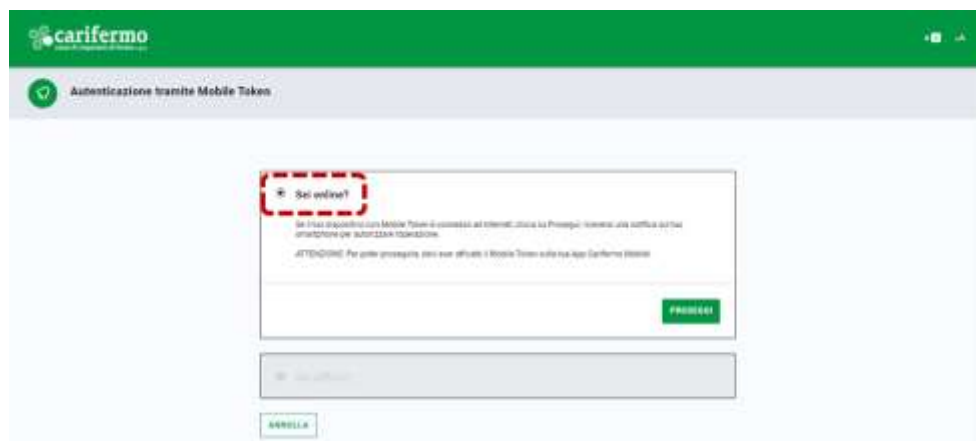 carifermo
Autenticazione tramite Mobile Token
Sei online?
Se il tuo dispositivo con Mobile Token è connesso ad Internet, clicca su Prosegui, riceverai una notifica sul tuo
smartphone per autorizzare l'operazione.
ATTENZIONE: Per poter proseguire, devi aver attivato il Mobile Token sulla tua App Carifermo Mobile
PROSEGUI
ANNULLA